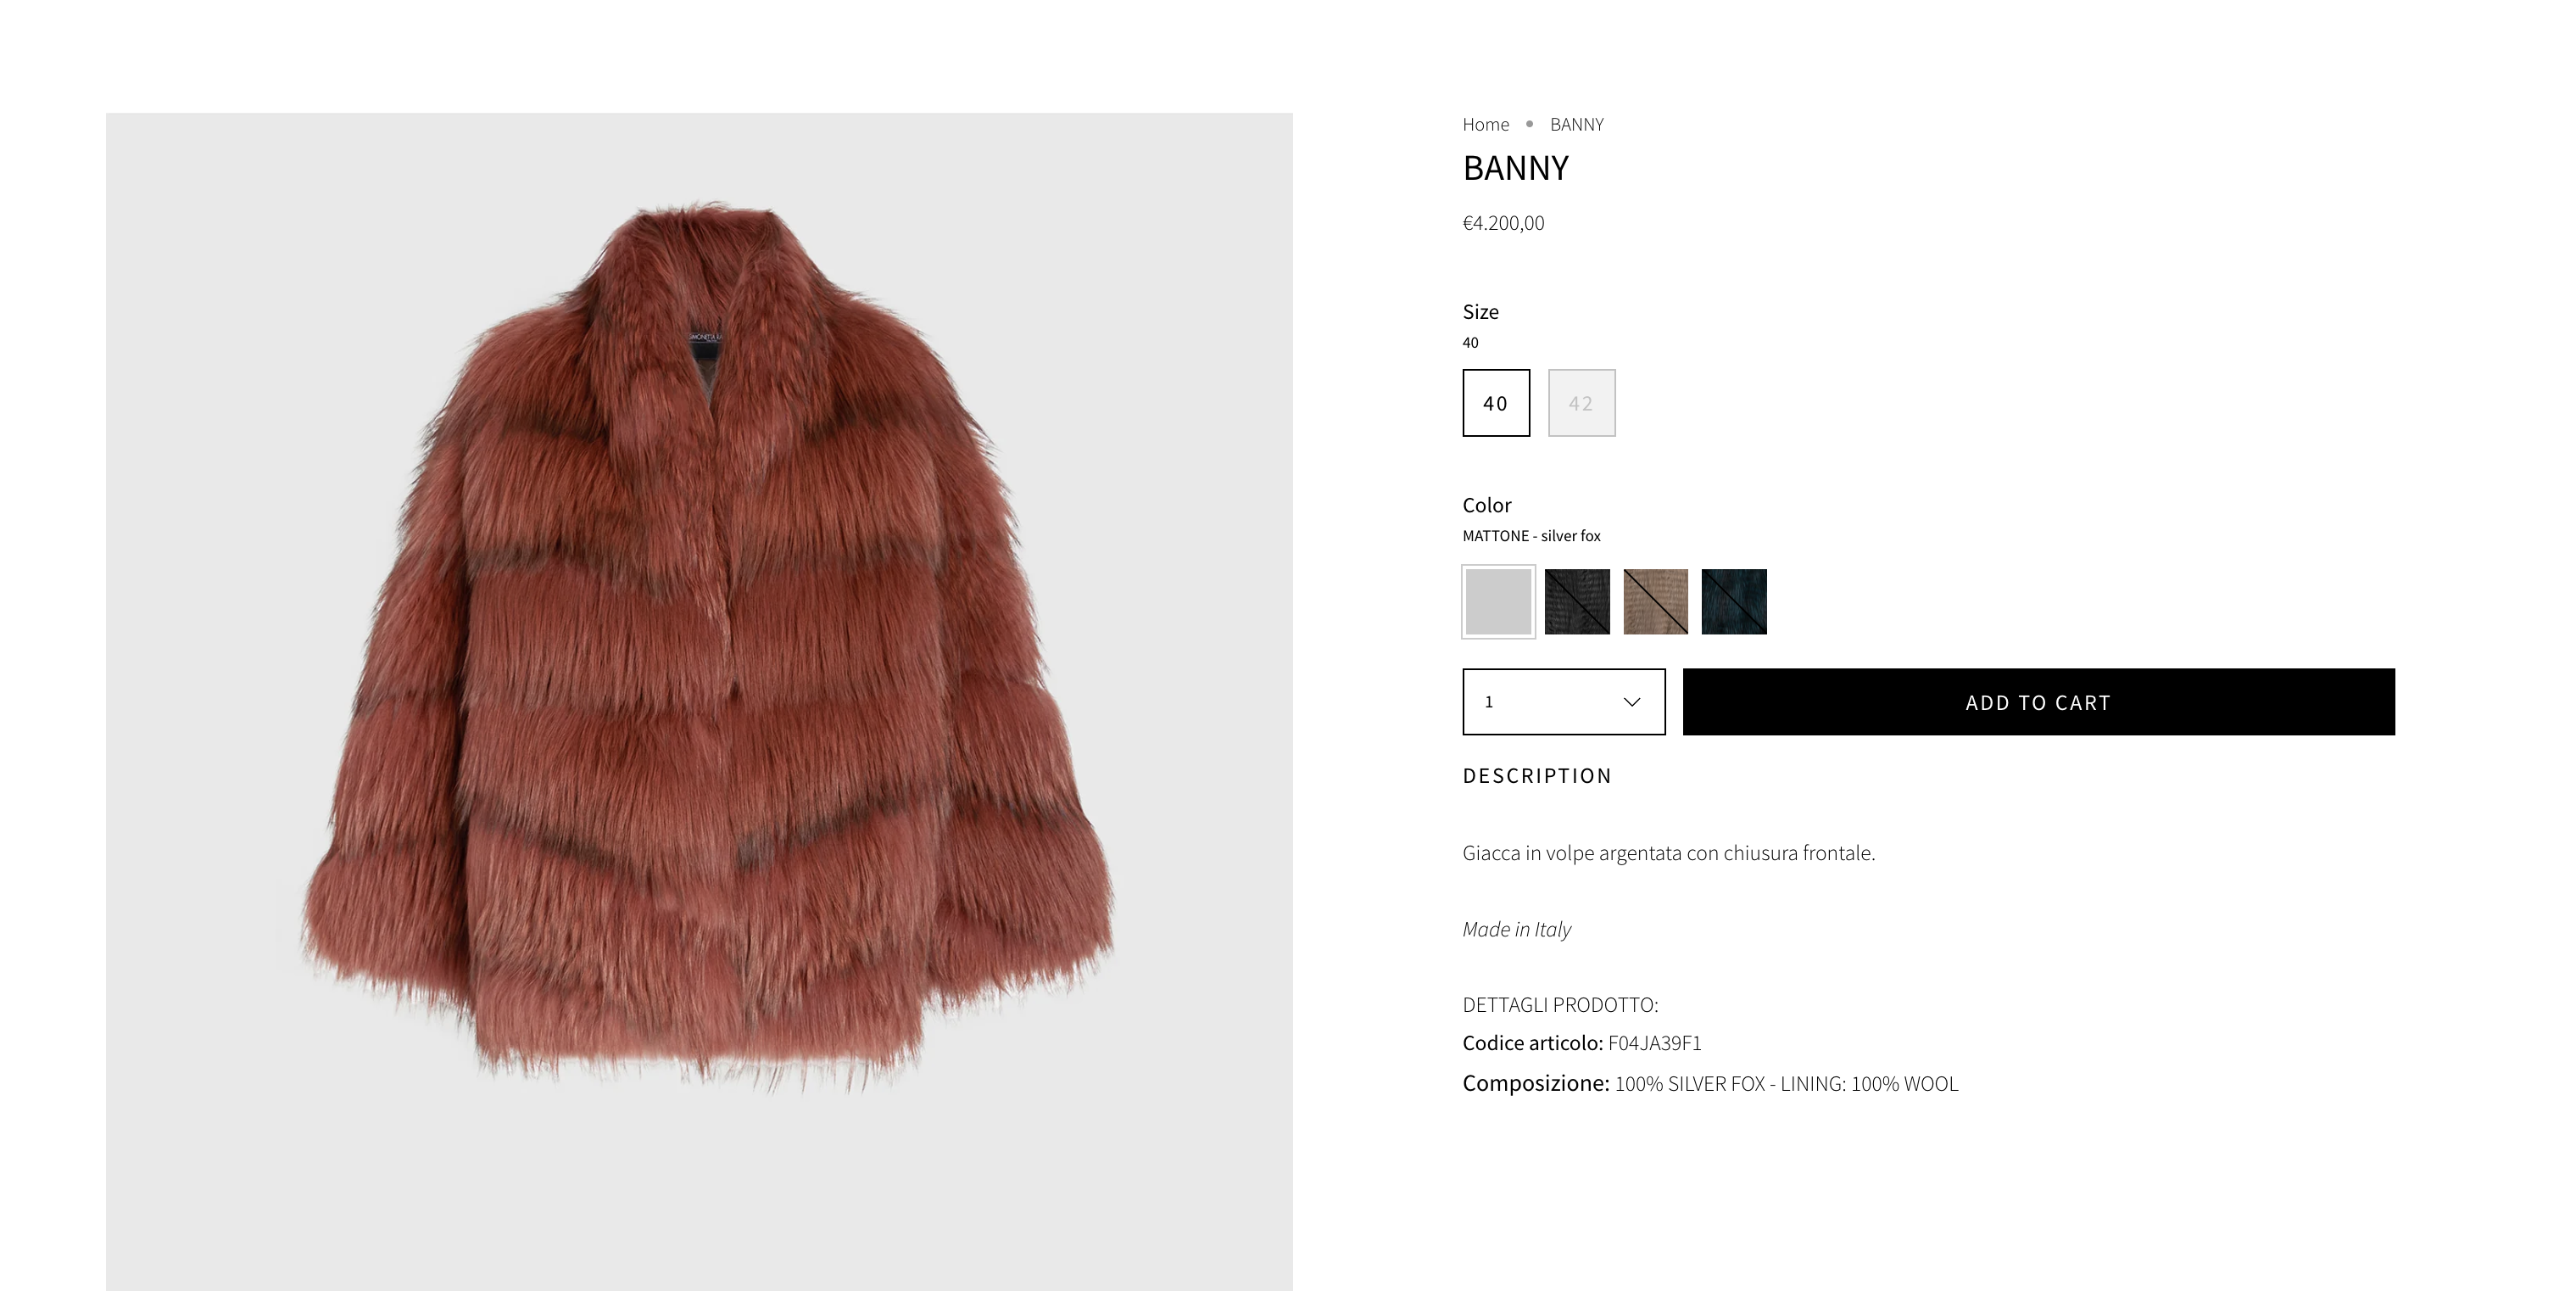 Home • BANNY
BANNY
€4.200,00
Size
40
40 42
Color
MATTONE - silver fox
1
ADD TO CART
DESCRIPTION
Giacca in volpe argentata con chiusura frontale.
Made in Italy
DETTAGLI PRODOTTO:
Codice articolo: F04JA39F1
Composizione: 100% SILVER FOX - LINING: 100% WOOL